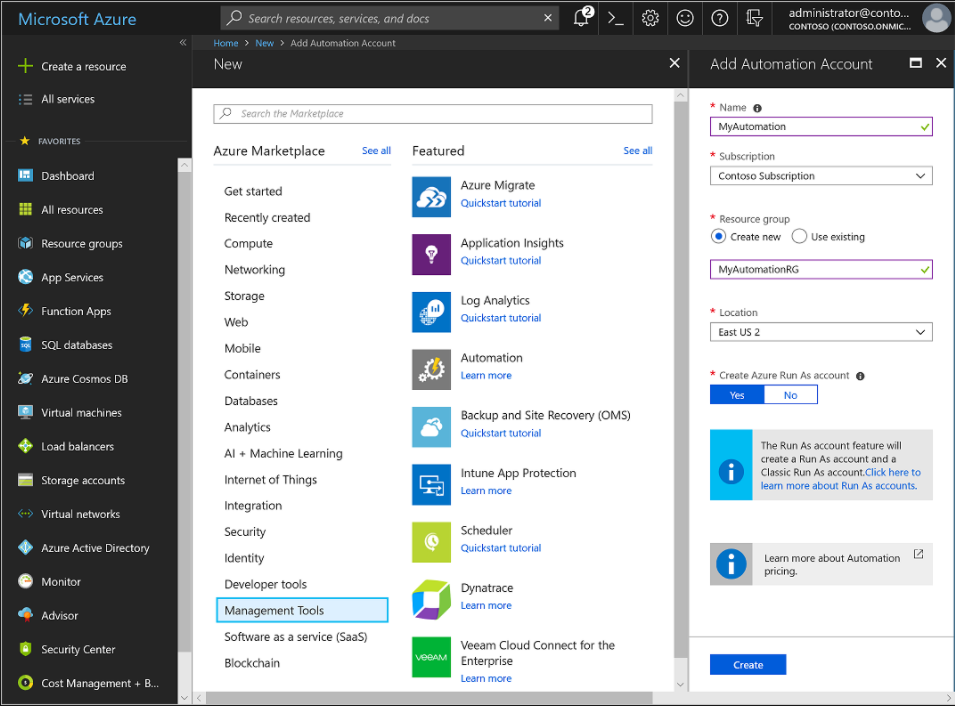 Microsoft Azure
Search resources, services, and docs
2
administrator@conto...
CONTOSO (CONTOSO.ONMIC...
Home > New > Add Automation Account
Create a resource
All services
FAVORITES
Dashboard
All resources
Resource groups
App Services
Function Apps
SQL databases
Azure Cosmos DB
Virtual machines
Load balancers
Storage accounts
Virtual networks
Azure Active Directory
Monitor
Advisor
Security Center
Cost Management + B...
New
Search the Marketplace
Azure Marketplace
See all
Get started
Recently created
Compute
Networking
Storage
Web
Mobile
Containers
Databases
Analytics
AI + Machine Learning
Internet of Things
Integration
Security
Identity
Developer tools
Management Tools
Software as a service (SaaS)
Blockchain
Featured
See all
Azure Migrate
Quickstart tutorial
Application Insights
Quickstart tutorial
Log Analytics
Quickstart tutorial
Automation
Learn more
Backup and Site Recovery (OMS)
Quickstart tutorial
Intune App Protection
Learn more
Scheduler
Quickstart tutorial
Dynatrace
Learn more
VEEAM
Veeam Cloud Connect for the
Enterprise
Learn more
Add Automation Account
* Name
MyAutomation
* Subscription
Contoso Subscription
* Resource group
Create new
Use existing
MyAutomationRG
* Location
East US 2
* Create Azure Run As account
Yes
No
The Run As account feature will
create a Run As account and a
Classic Run As account.Click here to
learn more about Run As accounts.
Learn more about Automation
pricing.
Create